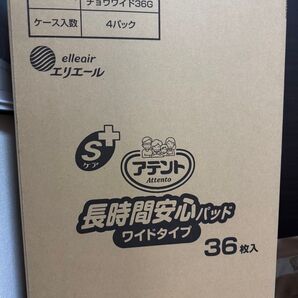 チョウワイド36G
ケース入数 4パック
elleair
エリエール
S+
ケア
アテント
Attento
長時間安心パッド
ワイドタイプ
36枚入